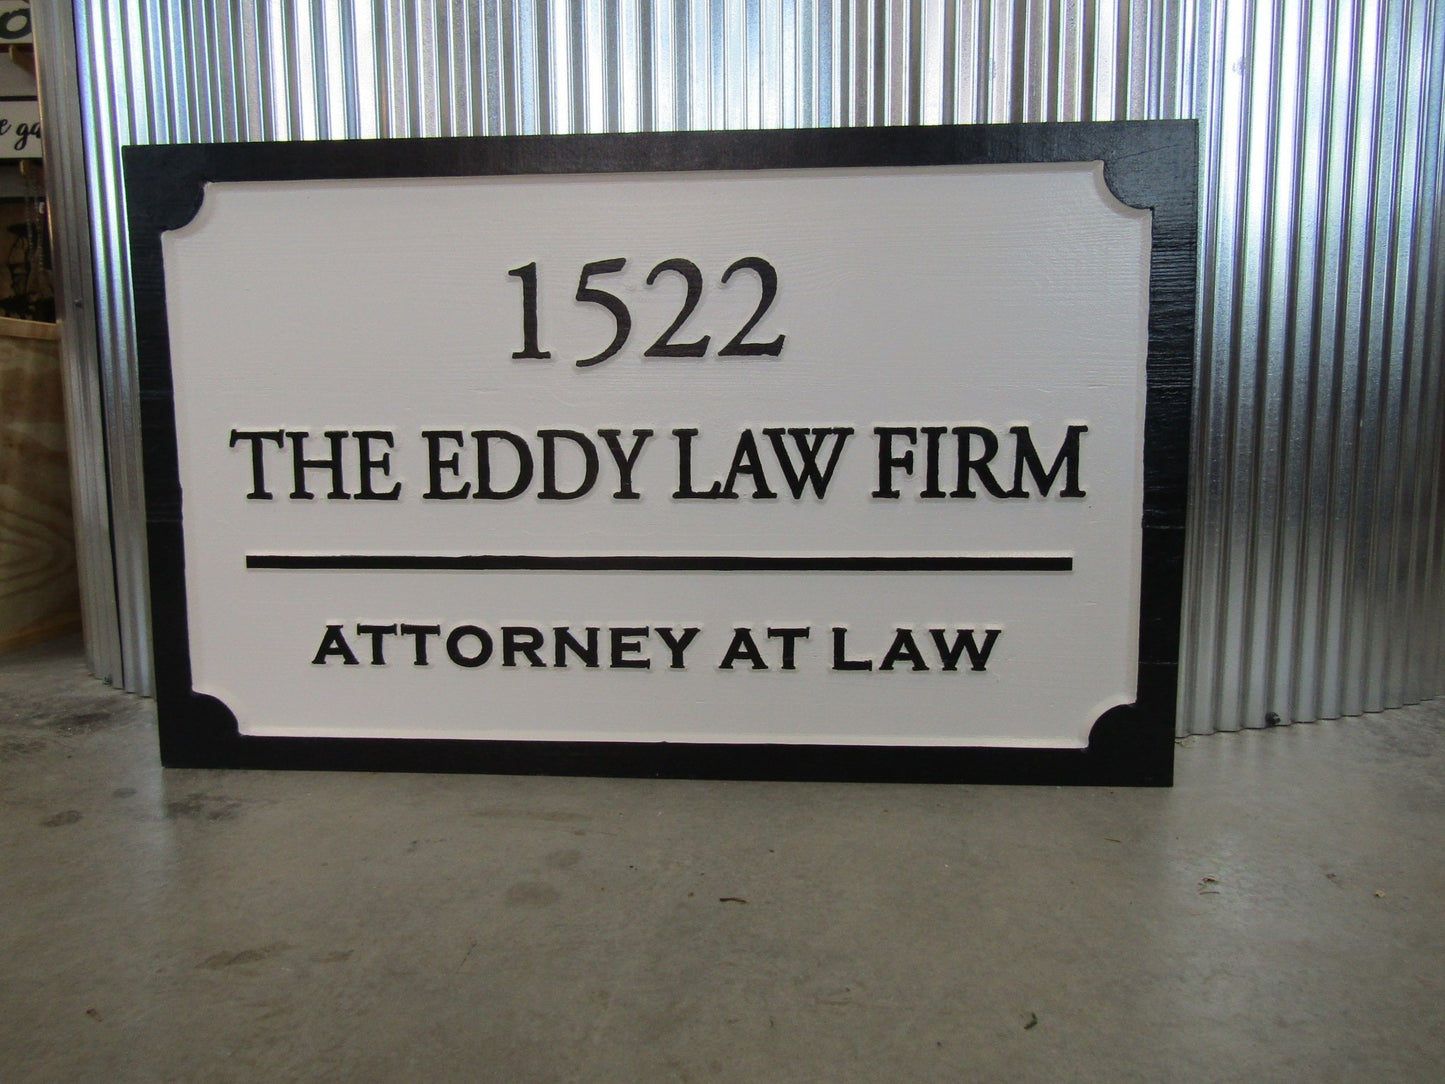 1522
THE EDDY LAW FIRM
ATTORNEY AT LAW